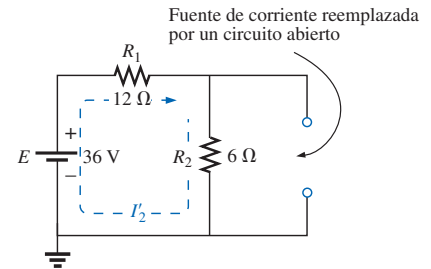 Fuente de corriente reemplazada
por un circuito abierto
R₁
12 Ω
+
E
36 V
R₂
6 Ω
–
I′₂